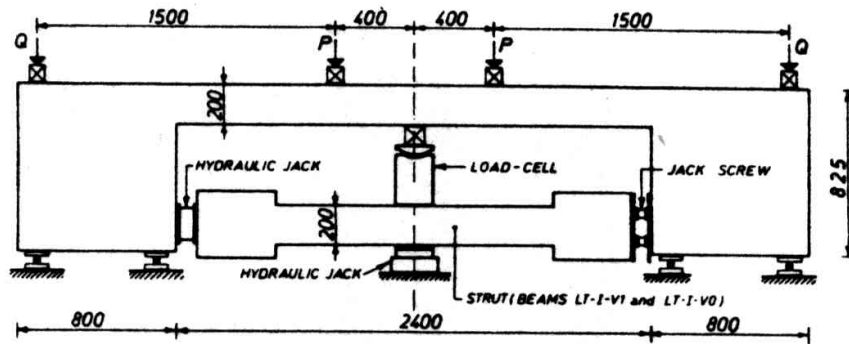 1500 400 400 1500
Q P P Q
200
HYDRAULIC JACK
LOAD-CELL
JACK SCREW
825
200
HYDRAULIC JACK
STRUT (BEAMS LT-I-V1 and LT-I-V0)
800 2400 800